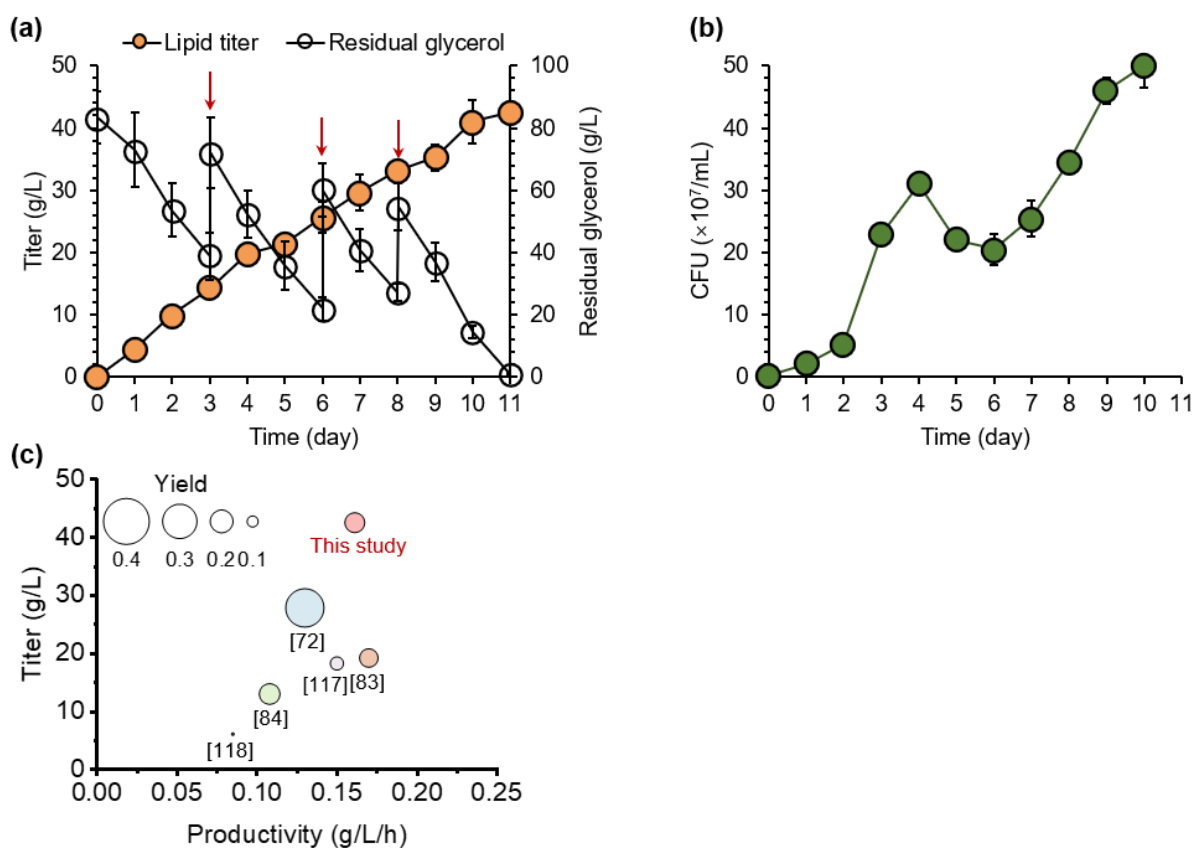 (a)
Lipid titer
Residual glycerol
Titer (g/L)
50
40
30
20
10
0
100
80
60
40
20
0
Residual glycerol (g/L)
0 1 2 3 4 5 6 7 8 9 10 11
Time (day)
(b)
CFU (×10⁷/mL)
50
40
30
20
10
0
0 1 2 3 4 5 6 7 8 9 10 11
Time (day)
(c)
Titer (g/L)
50
40
30
20
10
0
Yield
0.4 0.3 0.2 0.1
This study
[72]
[117]
[83]
[84]
[118]
0.00 0.05 0.10 0.15 0.20 0.25
Productivity (g/L/h)